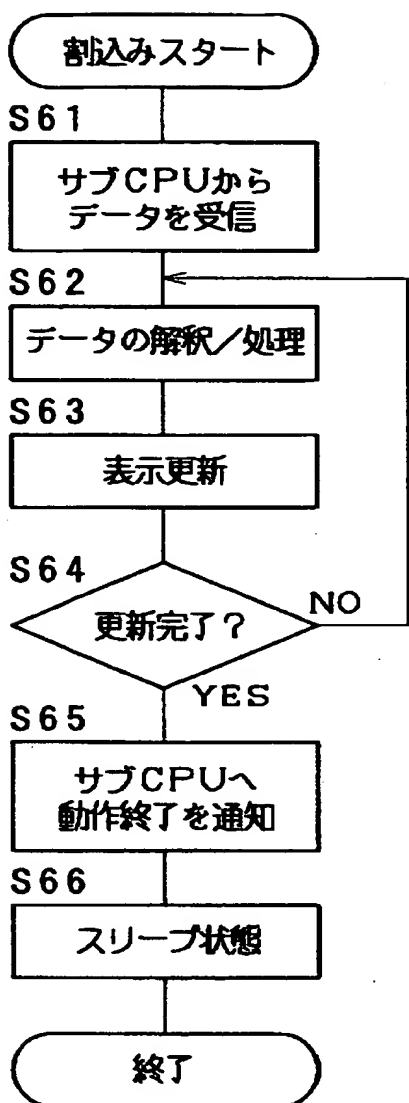 割込みスタート
S61
サブCPUから
データを受信
S62
データの解釈／処理
S63
表示更新
S64
更新完了？
NO
YES
S65
サブCPUへ
動作終了を通知
S66
スリープ状態
終了